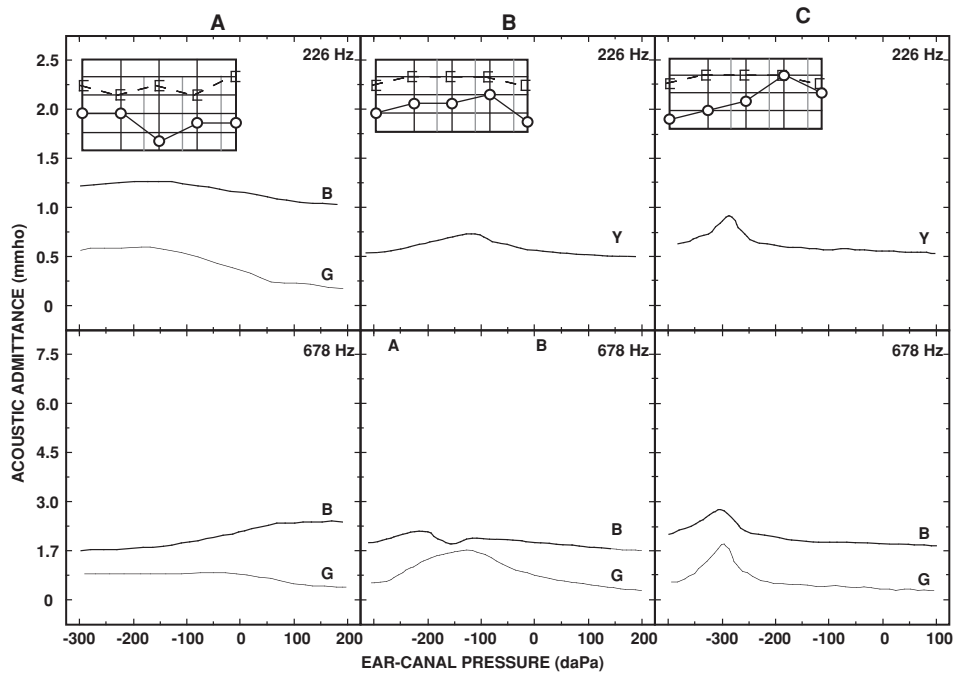 A B C
226 Hz 226 Hz 226 Hz
2.5
2.0
1.5
1.0
0.5
0
B
G
Y
Y
ACOUSTIC ADMITTANCE (mmho)
678 Hz A B 678 Hz 678 Hz
7.5
6.0
4.5
3.0
1.7
0
B
G
B
G
B
G
-300 -200 -100 0 100 200 -200 -100 0 100 200 -300 -200 -100 0 100
EAR-CANAL PRESSURE (daPa)